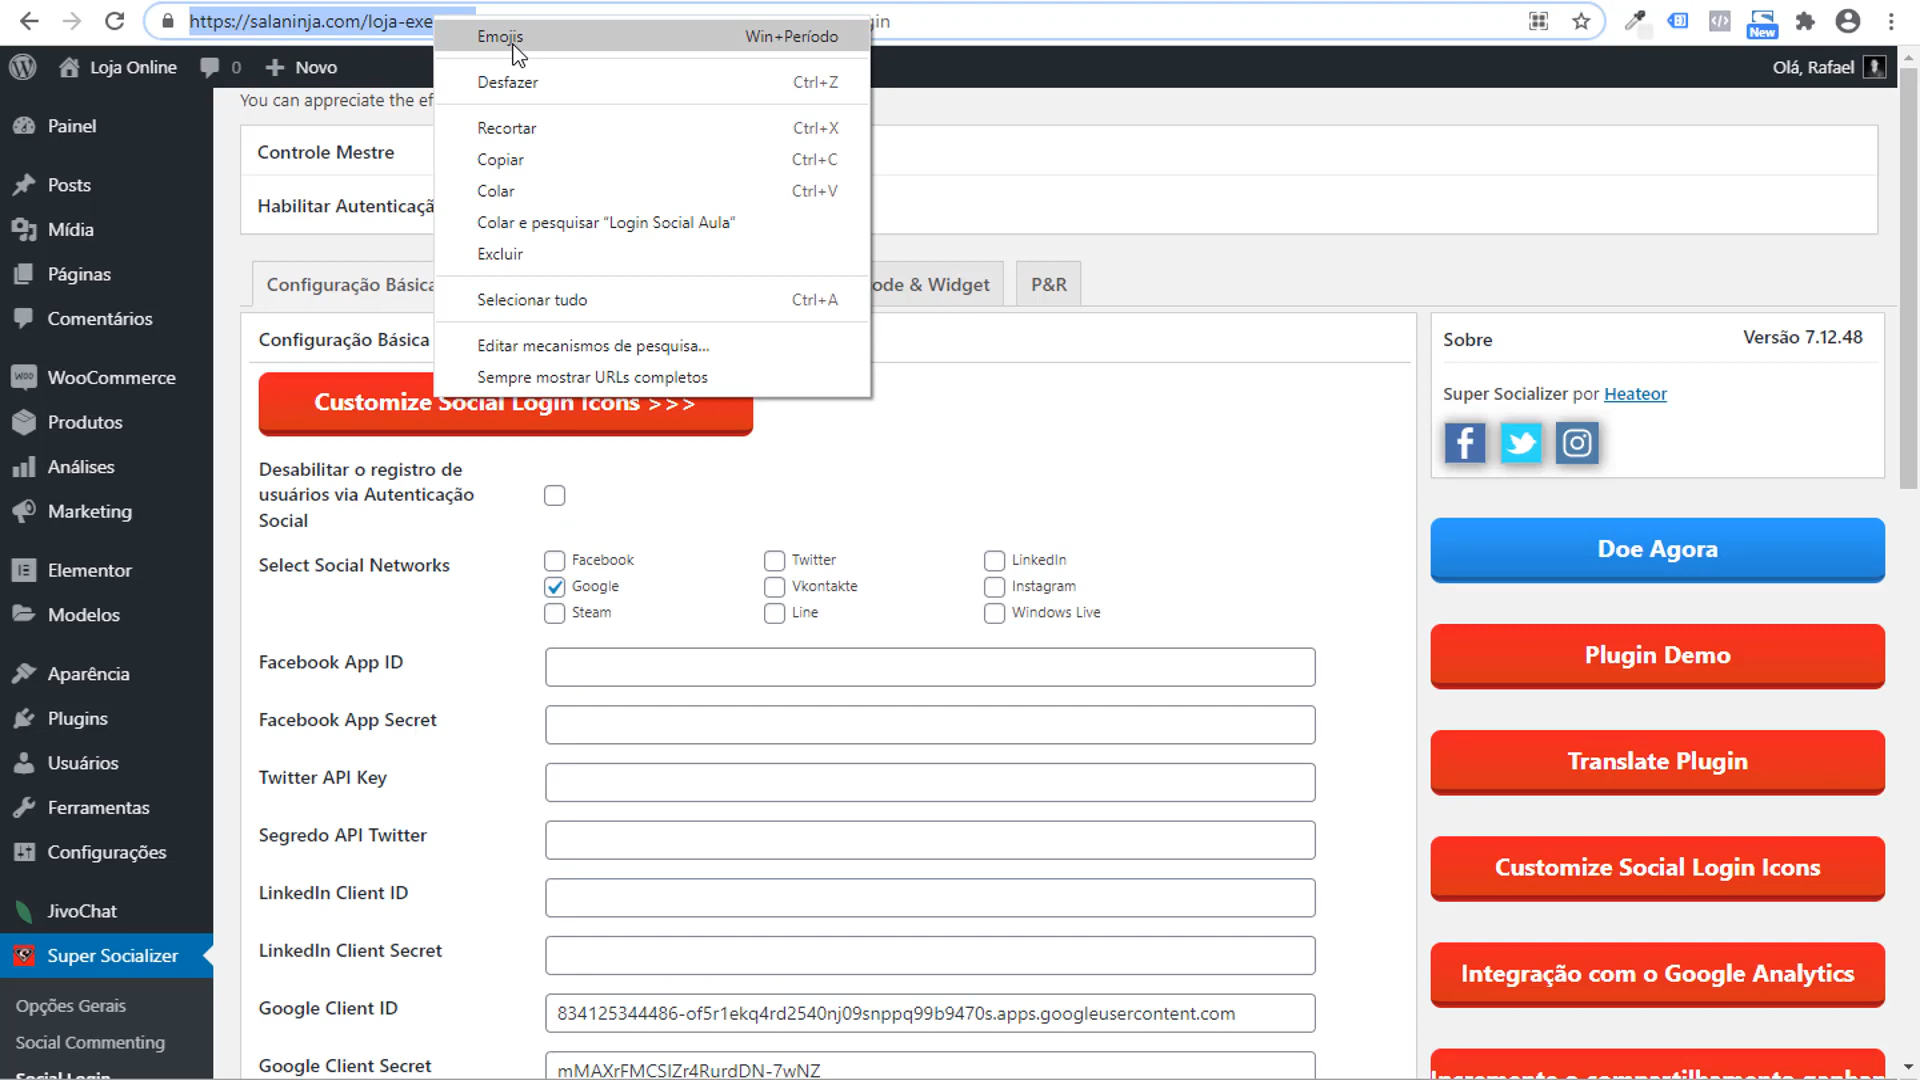 https://salaninja.com/loja-exe
New
Loja Online
0
Novo
Olá, Rafael
Emojis Win+Período
Desfazer Ctrl+Z
Recortar Ctrl+X
Copiar Ctrl+C
Colar Ctrl+V
Colar e pesquisar “Login Social Aula”
Excluir
Selecionar tudo Ctrl+A
Editar mecanismos de pesquisa...
Sempre mostrar URLs completos
Painel
Posts
Mídia
Páginas
Comentários
WooCommerce
Produtos
Análises
Marketing
Elementor
Modelos
Aparência
Plugins
Usuários
Ferramentas
Configurações
JivoChat
Super Socializer
Opções Gerais
Social Commenting
Social Login
You can appreciate the ef
Controle Mestre
Habilitar Autenticaçã
Configuração Básica
ode & Widget
P&R
Configuração Básica
Customize Social Login Icons >>>
Desabilitar o registro de
usuários via Autenticação
Social
Select Social Networks
Facebook Twitter LinkedIn
Google Vkontakte Instagram
Steam Line Windows Live
Facebook App ID
Facebook App Secret
Twitter API Key
Segredo API Twitter
LinkedIn Client ID
LinkedIn Client Secret
Google Client ID
834125344486-of5r1ekq4rd2540nj09snppq99b9470s.apps.googleusercontent.com
Google Client Secret
mMAXrFMCSIZr4RurdDN-7wNZ
Sobre
Versão 7.12.48
Super Socializer por Heateor
Doe Agora
Plugin Demo
Translate Plugin
Customize Social Login Icons
Integração com o Google Analytics